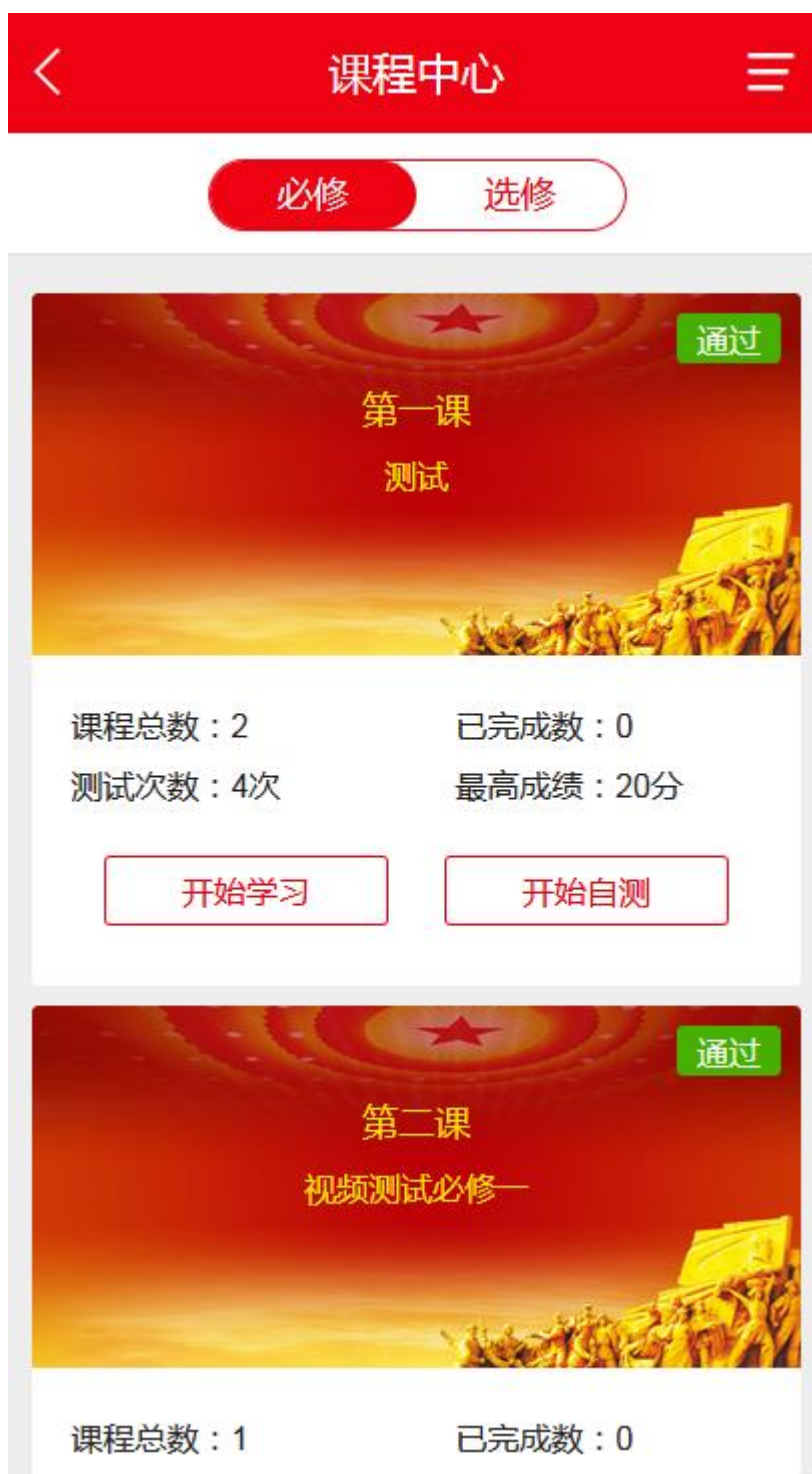 课程中心
必修 选修
通过
第一课
测试
课程总数：2 已完成数：0
测试次数：4次 最高成绩：20分
开始学习 开始自测
通过
第二课
视频测试必修一
课程总数：1 已完成数：0